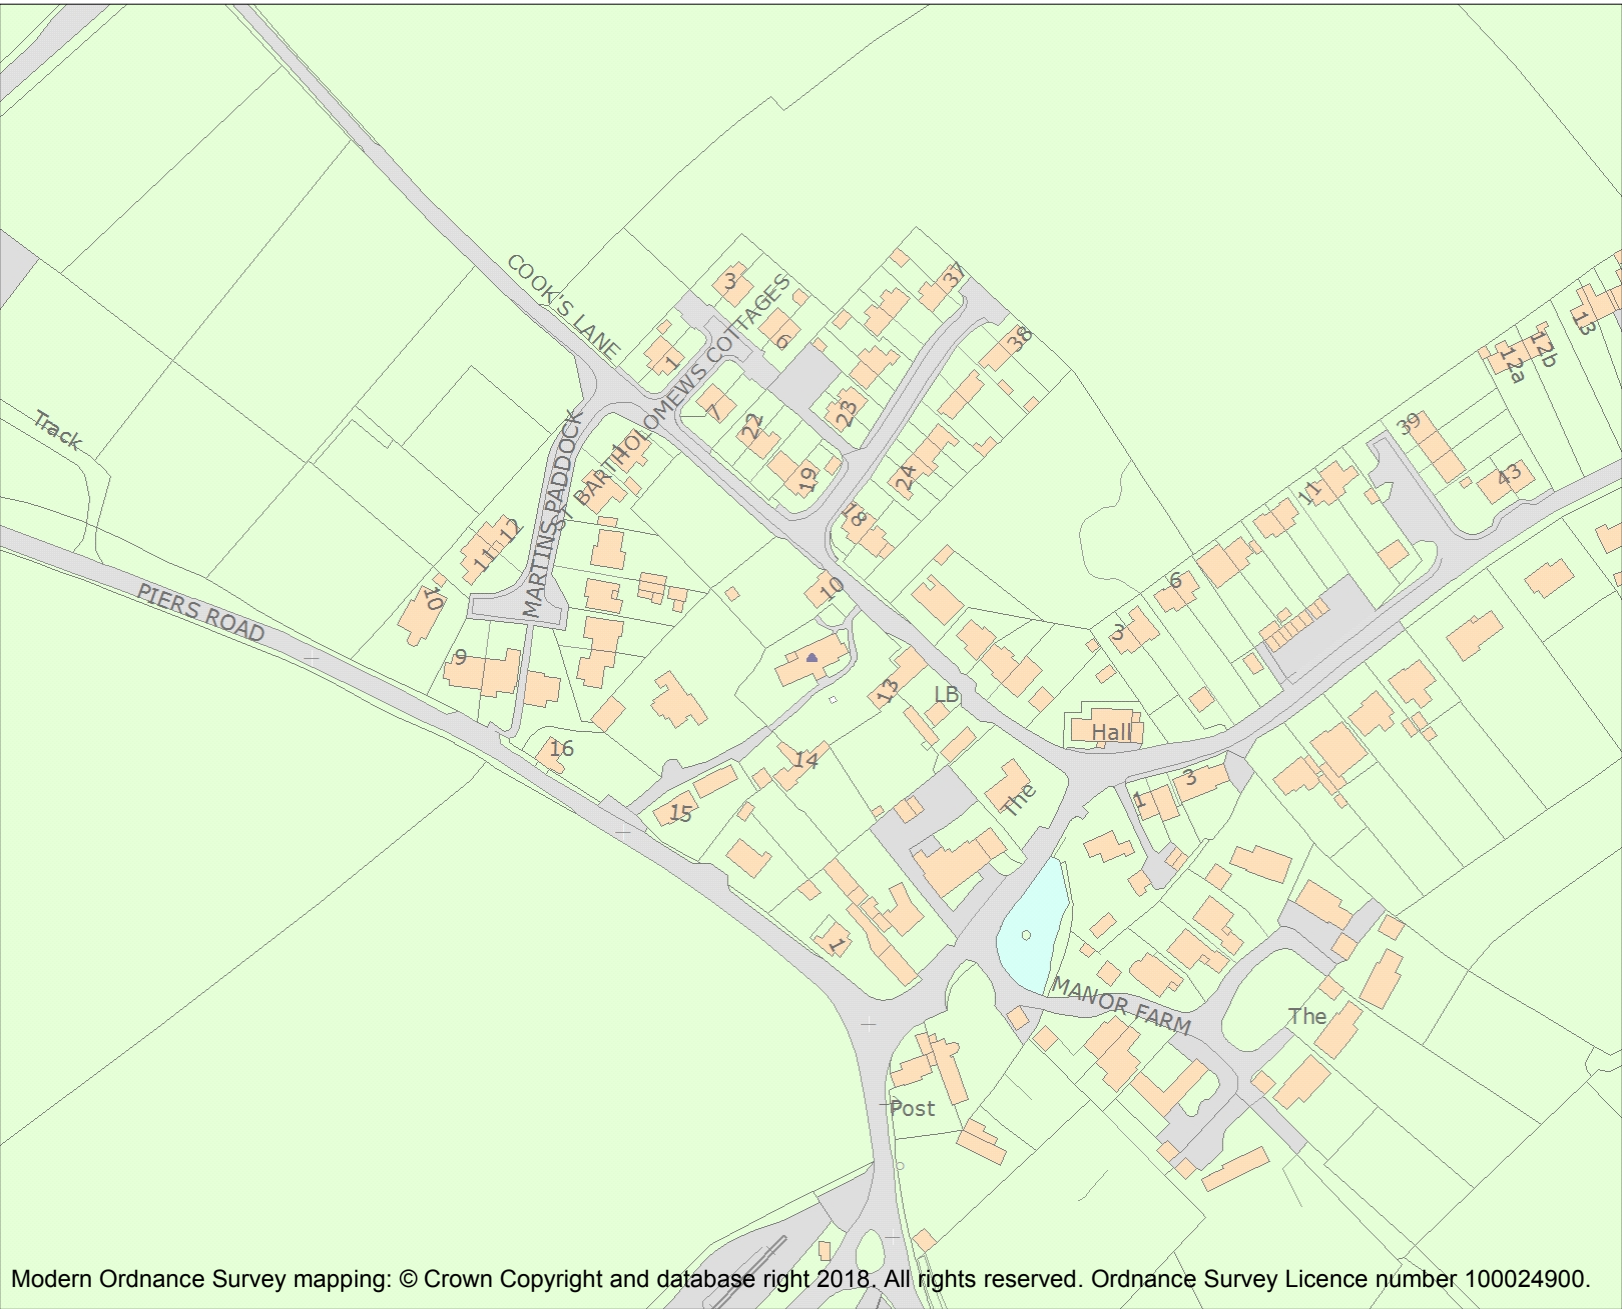 COOK'S LANE
ST BARTHOLOMEWS COTTAGES
3
37
6
1
38
13
12b
12a
7
22
23
39
Track
MARTINS PADDOCK
1
19
24
43
11
18
12
11
10
10
6
PIERS ROAD
3
9
13
LB
Hall
16
14
3
The
1
15
1
MANOR FARM
The
Post
Modern Ordnance Survey mapping: © Crown Copyright and database right 2018. All rights reserved. Ordnance Survey Licence number 100024900.